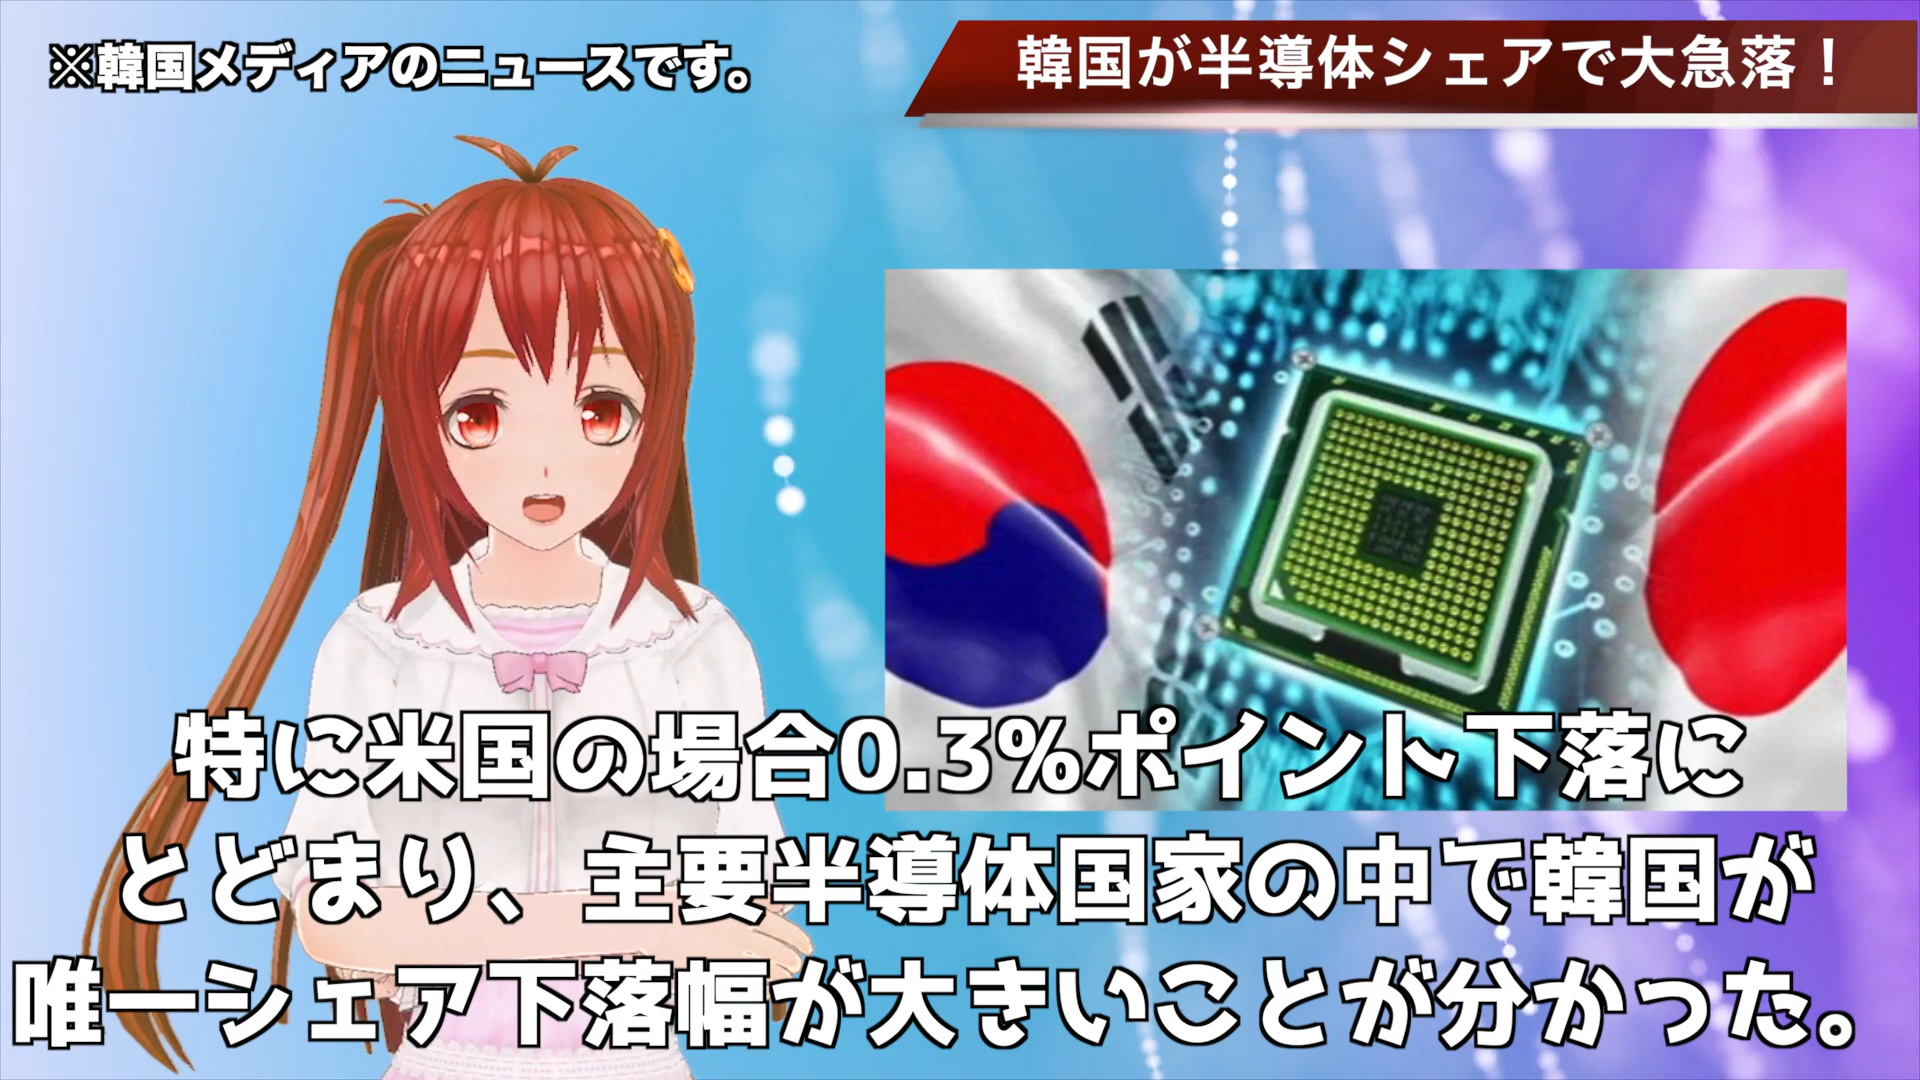 ※韓国メディアのニュースです。
韓国が半導体シェアで大急落！
特に米国の場合0.3%ポイント下落に
とどまり、主要半導体国家の中で韓国が
唯一シェア下落幅が大きいことが分かった。